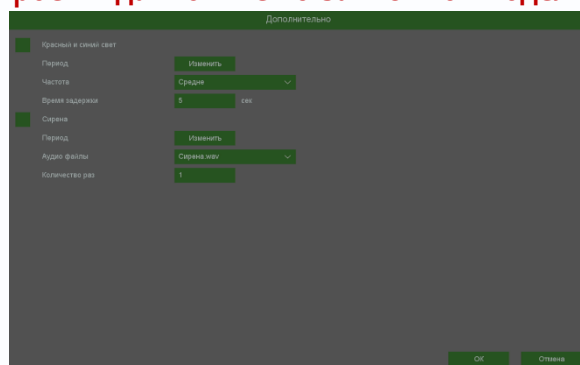 Дополнительно
Красный и синий свет
Период Изменить
Частота Средне
Время задержки 5 сек
Сирена
Период Изменить
Аудио файлы Сирена.wav
Количество раз 1
ОК Отмена